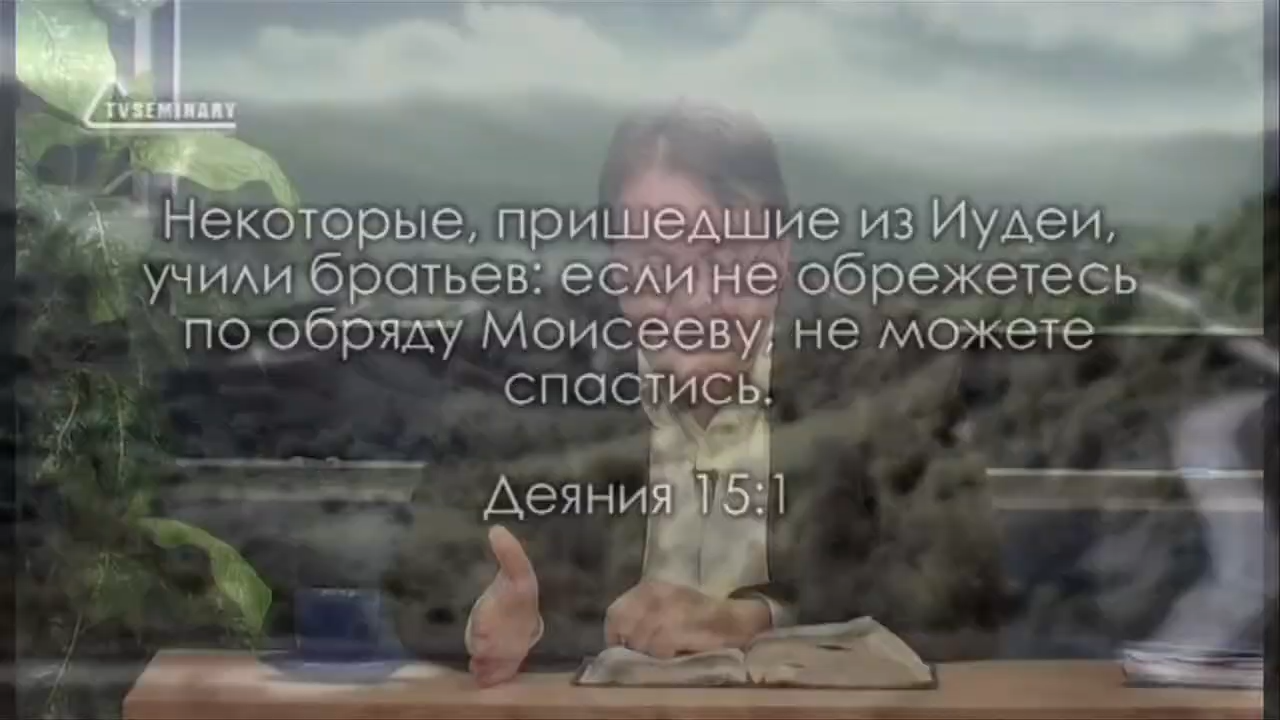 TVSEMINARY
Некоторые, пришедшие из Иудеи,
учили братьев: если не обрежетесь
по обряду Моисееву, не можете
спастись.
Деяния 15:1